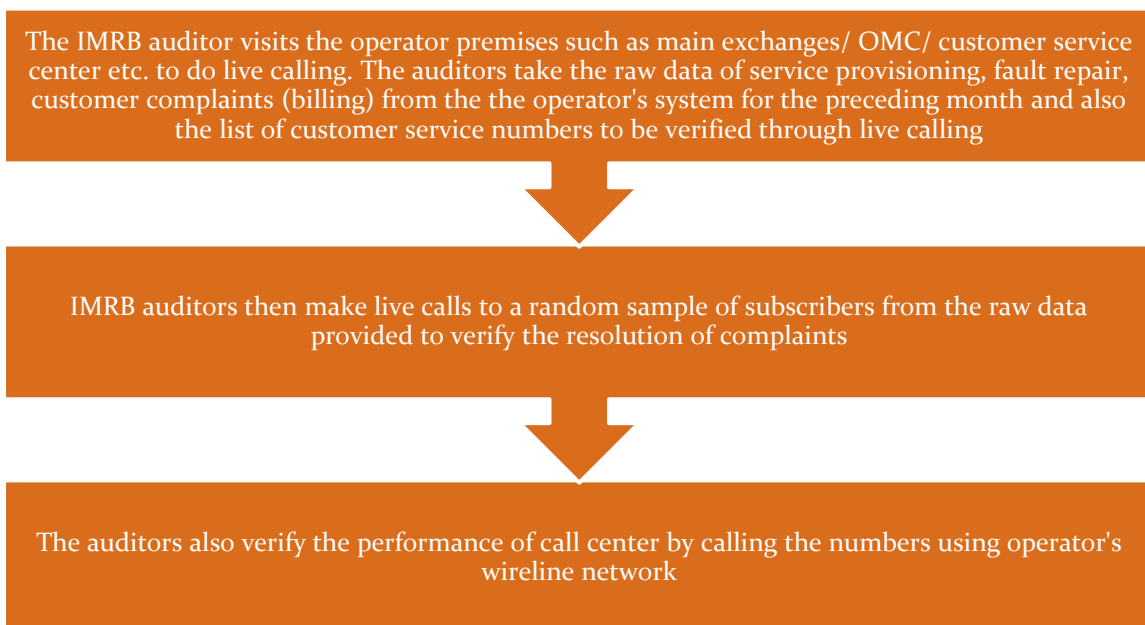 The IMRB auditor visits the operator premises such as main exchanges/ OMC/ customer service
center etc. to do live calling. The auditors take the raw data of service provisioning, fault repair,
customer complaints (billing) from the the operator's system for the preceding month and also
the list of customer service numbers to be verified through live calling
IMRB auditors then make live calls to a random sample of subscribers from the raw data
provided to verify the resolution of complaints
The auditors also verify the performance of call center by calling the numbers using operator's
wireline network